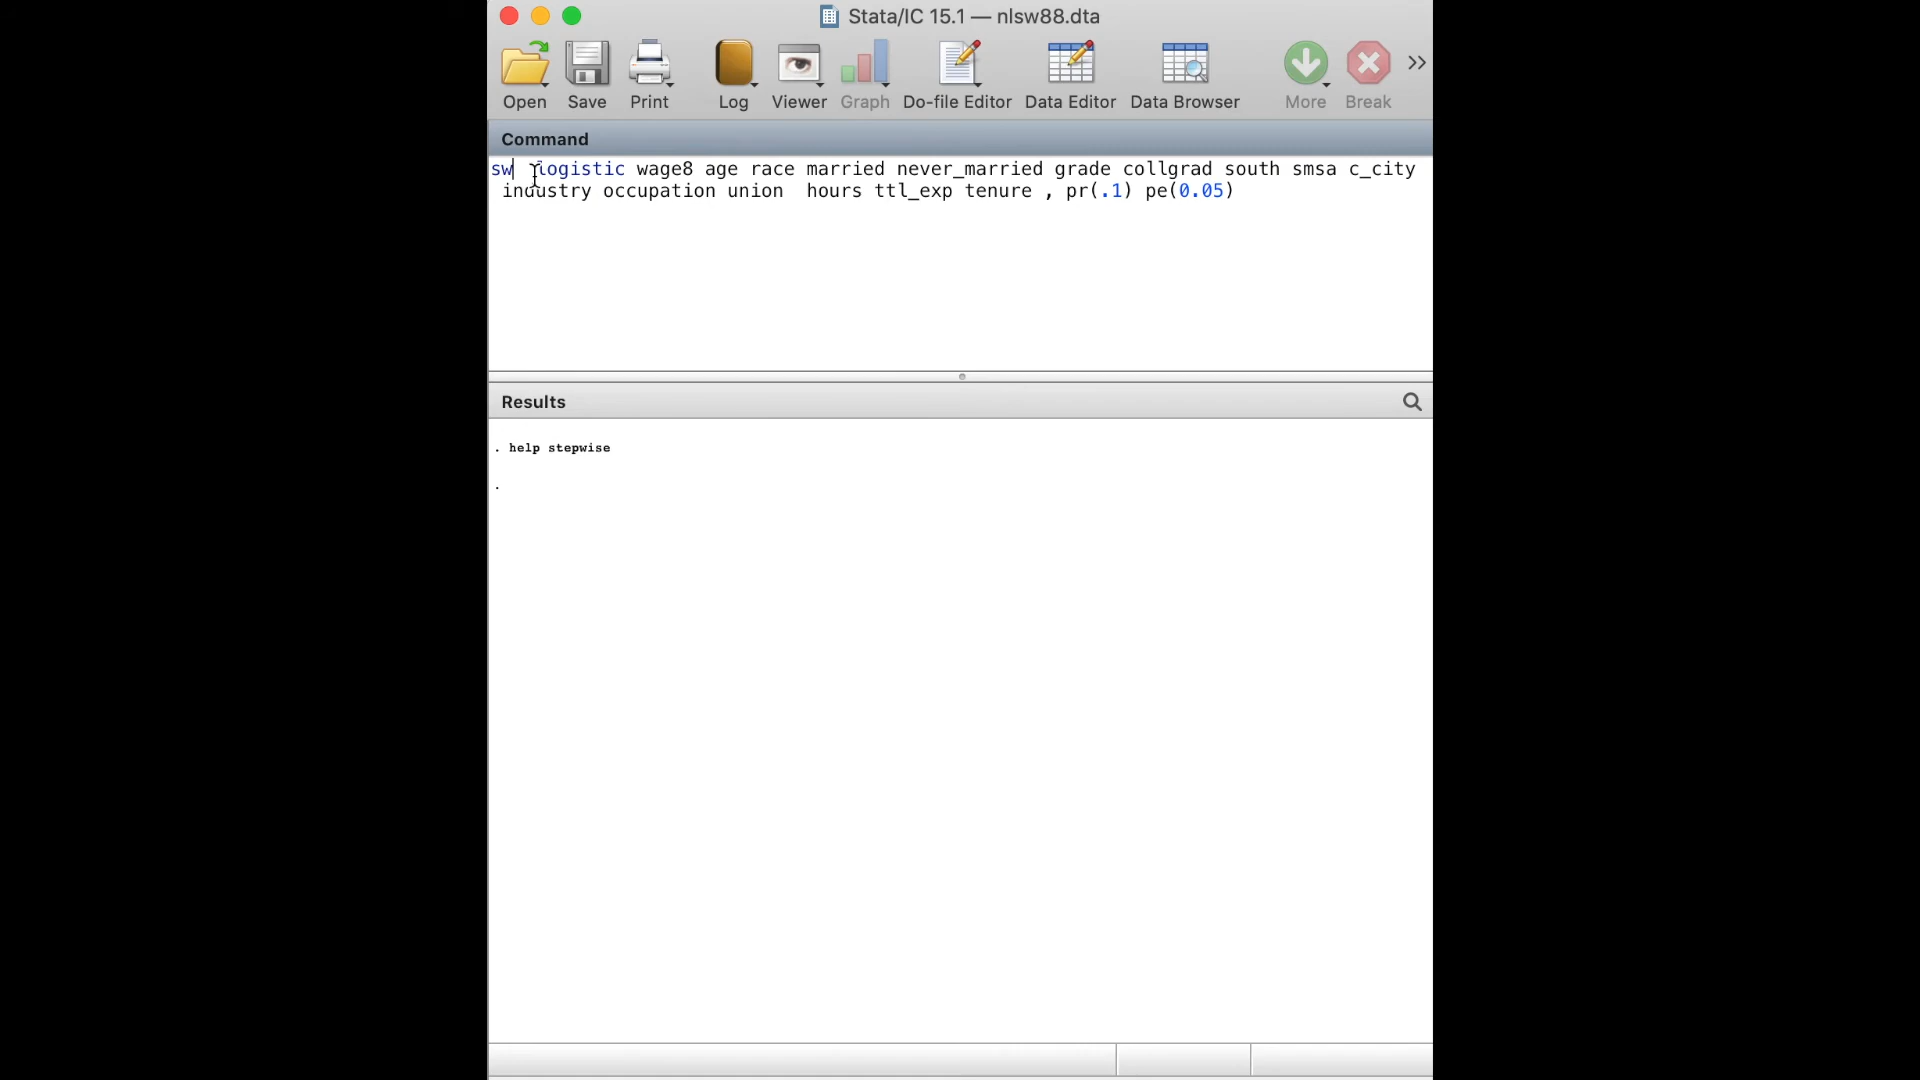 Stata/IC 15.1 — nlsw88.dta
Open Save Print Log Viewer Graph Do-file Editor Data Editor Data Browser More Break
Command
sw logistic wage8 age race married never_married grade collgrad south smsa c_city
industry occupation union hours ttl_exp tenure , pr(.1) pe(0.05)
Results
. help stepwise
.